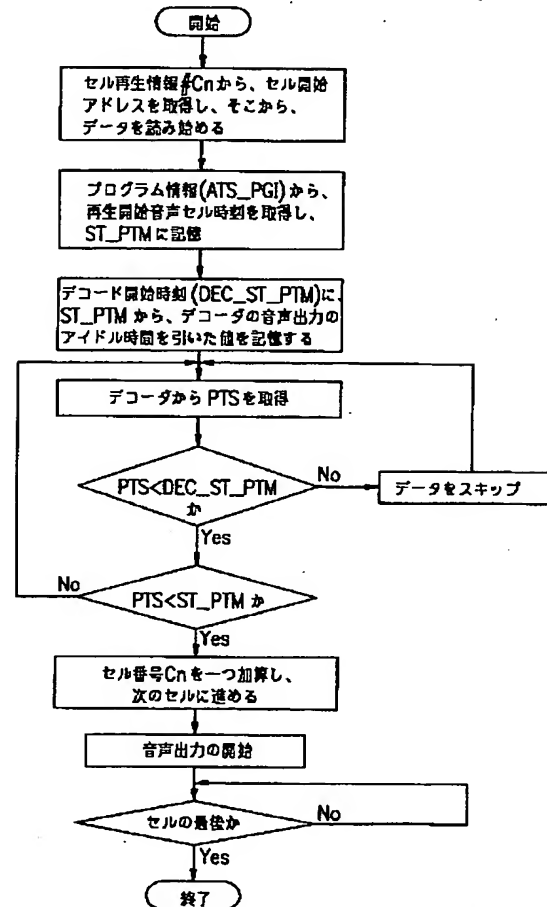 開始
セル再生情報#Cnから、セル開始
アドレスを取得し、そこから、
データを読み始める
プログラム情報(ATS_PGI)から、
再生開始音声セル時刻を取得し、
ST_PTMに記憶
デコード開始時刻(DEC_ST_PTM)に、
ST_PTMから、デコーダの音声出力の
アイドル時間を引いた値を記憶する
デコーダからPTSを取得
PTS<DEC_ST_PTM
か
No
データをスキップ
Yes
No
PTS<ST_PTMか
Yes
セル番号Cnを一つ加算し、
次のセルに進める
音声出力の開始
セルの最後か
No
Yes
終了